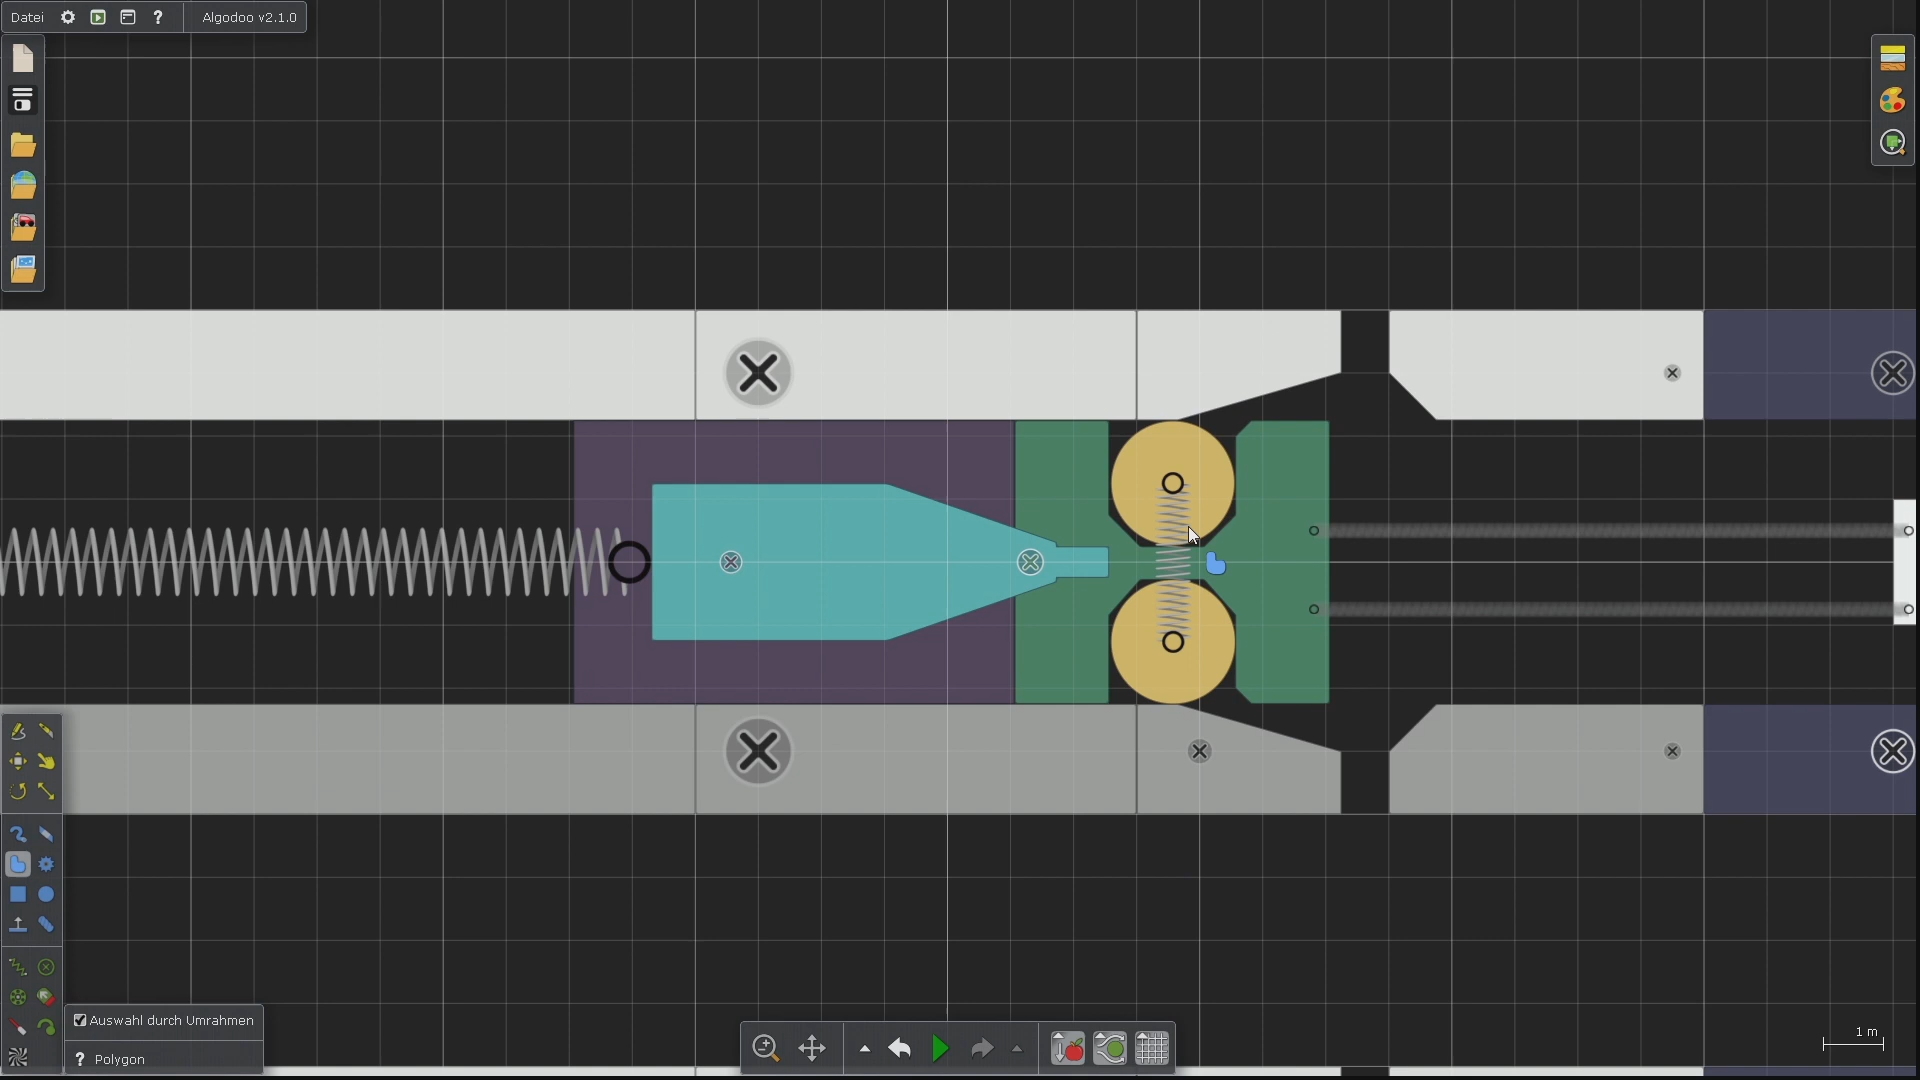 Datei ? Algodoo v2.1.0
Auswahl durch Umrahmen
? Polygon
1 m